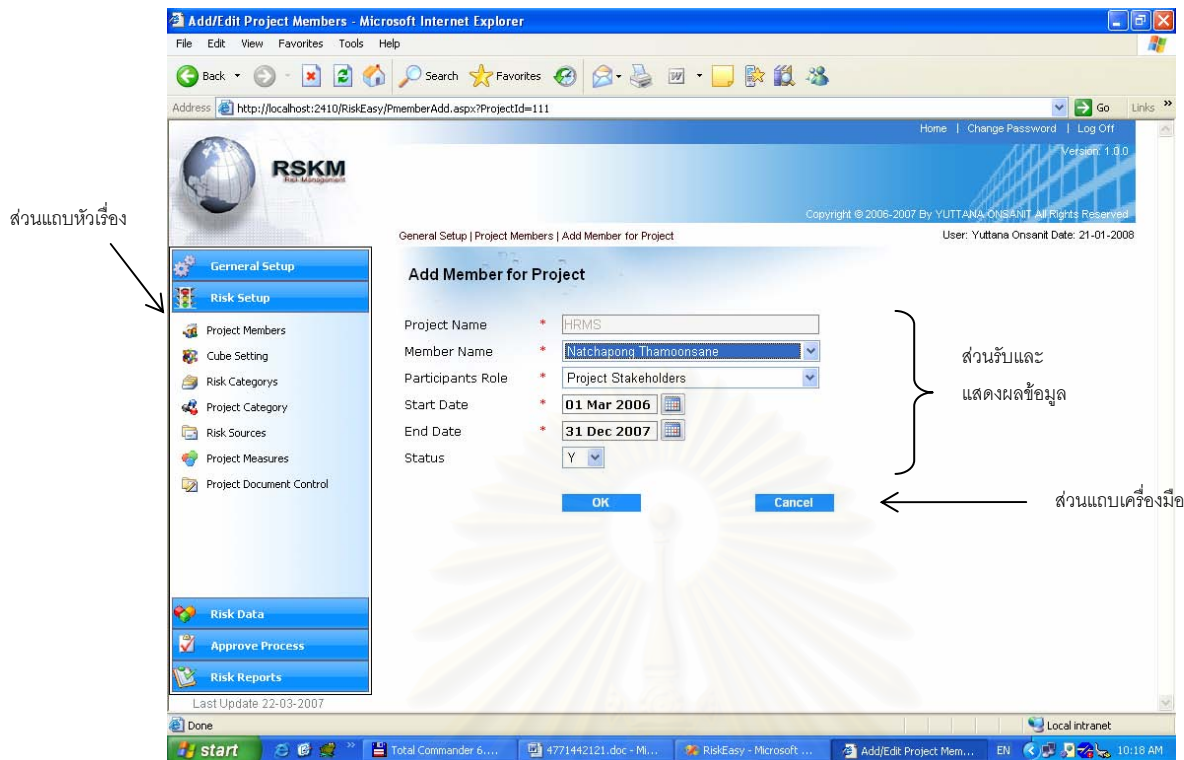 Add/Edit Project Members - Microsoft Internet Explorer
File Edit View Favorites Tools Help
Back Search Favorites
Address http://localhost:2410/RiskEasy/PmemberAdd.aspx?ProjectId=111 Go Links »
Home | Change Password | Log Off
Version: 1.0.0
RSKM
Risk Management
Copyright © 2006-2007 By YUTTANA ONSANIT All Rights Reserved
General Setup | Project Members | Add Member for Project
User: Yuttana Onsanit Date: 21-01-2008
ส่วนแถบหัวเรื่อง
Gerneral Setup
Risk Setup
Project Members
Cube Setting
Risk Categorys
Project Category
Risk Sources
Project Measures
Project Document Control
Risk Data
Approve Process
Risk Reports
Last Update 22-03-2007
Add Member for Project
Project Name * HRMS
Member Name * Natchapong Thamoonsane
Participants Role * Project Stakeholders
Start Date * 01 Mar 2006
End Date * 31 Dec 2007
Status Y
OK Cancel
ส่วนรับและ
แสดงผลข้อมูล
ส่วนแถบเครื่องมือ
Done Local intranet
start » Total Commander 6.... 4771442121.doc - Mi... RiskEasy - Microsoft ... Add/Edit Project Mem... EN 10:18 AM